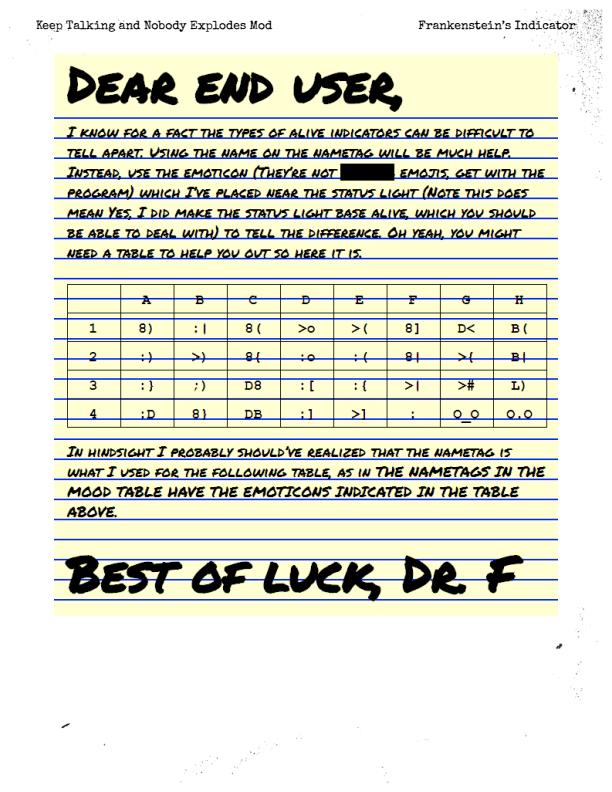 Keep Talking and Nobody Explodes Mod Frankenstein's Indicator
DEAR END USER,
I KNOW FOR A FACT THE TYPES OF ALIVE INDICATORS CAN BE DIFFICULT TO
TELL APART. USING THE NAME ON THE NAMETAG WILL BE MUCH HELP.
INSTEAD, USE THE EMOTICON (THEY'RE NOT EMOJIS, GET WITH THE
PROGRAM) WHICH I'VE PLACED NEAR THE STATUS LIGHT (NOTE THIS DOES
MEAN YES, I DID MAKE THE STATUS LIGHT BASE ALIVE, WHICH YOU SHOULD
BE ABLE TO DEAL WITH) TO TELL THE DIFFERENCE. OH YEAH, YOU MIGHT
NEED A TABLE TO HELP YOU OUT SO HERE IT IS.
A B C D E F G H
1 8) :| 8( >o >( 8] D< B(
2 :) >) 8{ :o :( 8| >{ B|
3 :} ;) D8 :[ :{ >| ># L)
4 :D 8} DB :] >] : O_O O.O
IN HINDSIGHT I PROBABLY SHOULD'VE REALIZED THAT THE NAMETAG IS
WHAT I USED FOR THE FOLLOWING TABLE, AS IN THE NAMETAGS IN THE
MOOD TABLE HAVE THE EMOTICONS INDICATED IN THE TABLE
ABOVE.
BEST OF LUCK, DR. F